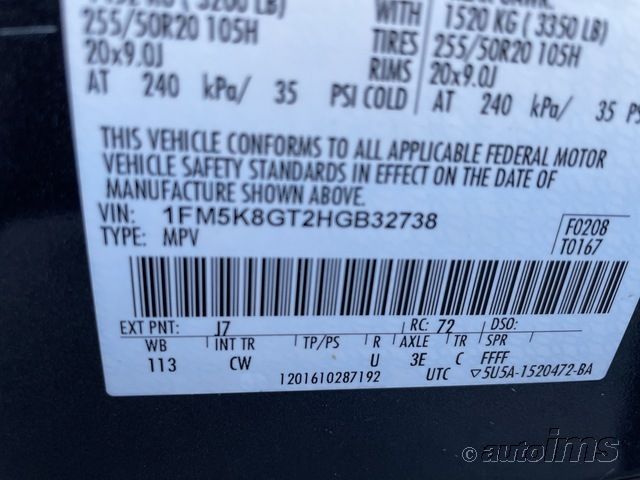 1520 KG ( 3350 LB)
255/50R20 105H
WITH
TIRES
255/50R20 105H
20x9.0J
RIMS
20x9.0J
AT 240 kPa/ 35 PSI COLD
AT 240 kPa/ 35 PS
THIS VEHICLE CONFORMS TO ALL APPLICABLE FEDERAL MOTOR
VEHICLE SAFETY STANDARDS IN EFFECT ON THE DATE OF
MANUFACTURE SHOWN ABOVE.
VIN: 1FM5K8GT2HGB32738
F0208
TYPE: MPV
T0167
EXT PNT: J7 RC: 72 DSO:
WB INT TR TP/PS R AXLE TR SPR
113 CW U 3E C FFFF
1201610287192 UTC ▽5U5A-1520472-BA
© autoims